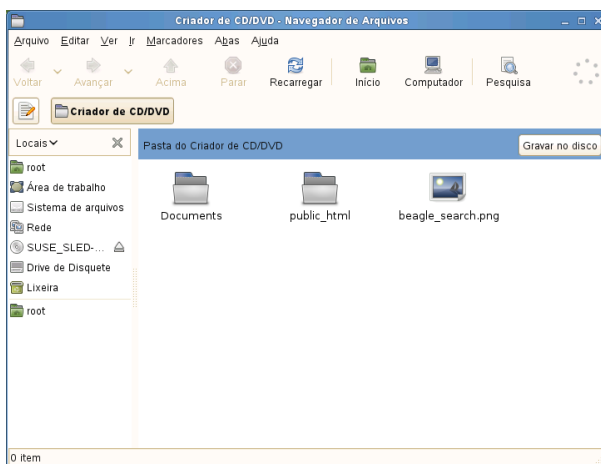 Criador de CD/DVD - Navegador de Arquivos
Arquivo Editar Ver Ir Marcadores Abas Ajuda
Voltar Avançar Acima Parar Recarregar Início Computador Pesquisa
Criador de CD/DVD
Locais
Pasta do Criador de CD/DVD Gravar no disco
root
Área de trabalho
Sistema de arquivos
Rede
SUSE_SLED-...
Drive de Disquete
Lixeira
root
Documents public_html beagle_search.png
0 item